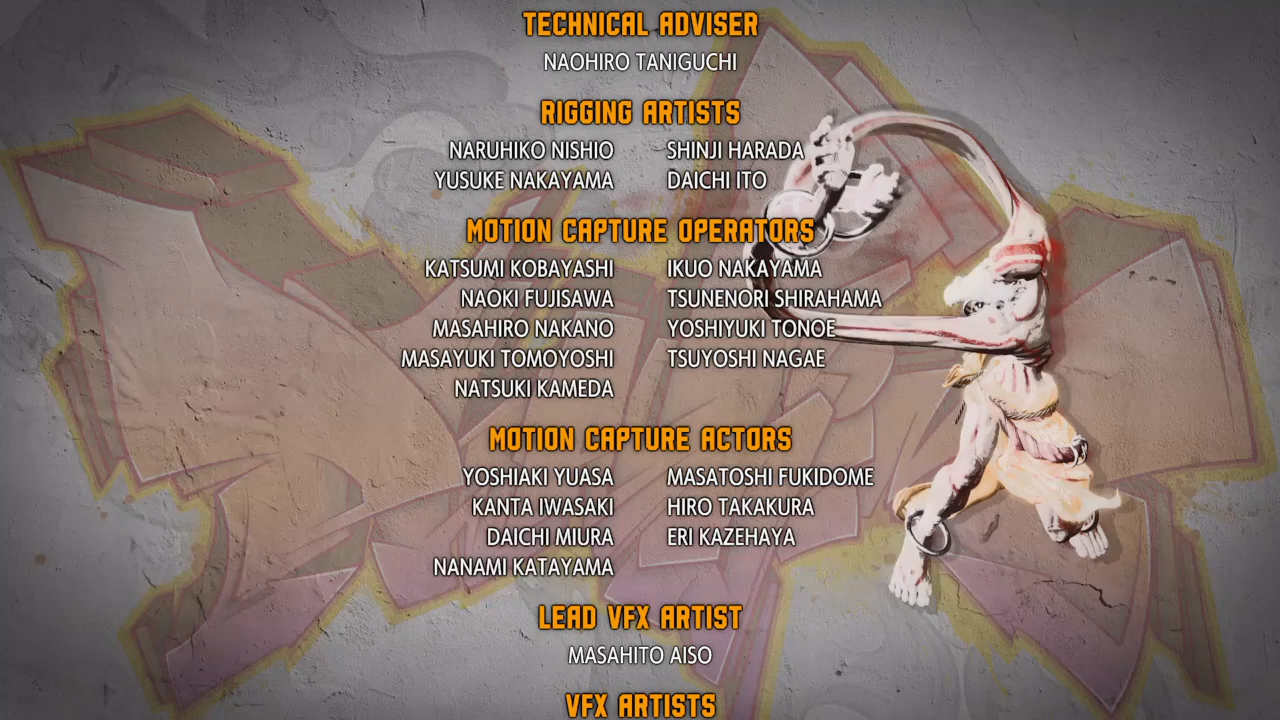 TECHNICAL ADVISER
NAOHIRO TANIGUCHI
RIGGING ARTISTS
NARUHIKO NISHIO SHINJI HARADA
YUSUKE NAKAYAMA DAICHI ITO
MOTION CAPTURE OPERATORS
KATSUMI KOBAYASHI IKUO NAKAYAMA
NAOKI FUJISAWA TSUNENORI SHIRAHAMA
MASAHIRO NAKANO YOSHIYUKI TONOE
MASAYUKI TOMOYOSHI TSUYOSHI NAGAE
NATSUKI KAMEDA
MOTION CAPTURE ACTORS
YOSHIAKI YUASA MASATOSHI FUKIDOME
KANTA IWASAKI HIRO TAKAKURA
DAICHI MIURA ERI KAZEHAYA
NANAMI KATAYAMA
LEAD VFX ARTIST
MASAHITO AISO
VFX ARTISTS